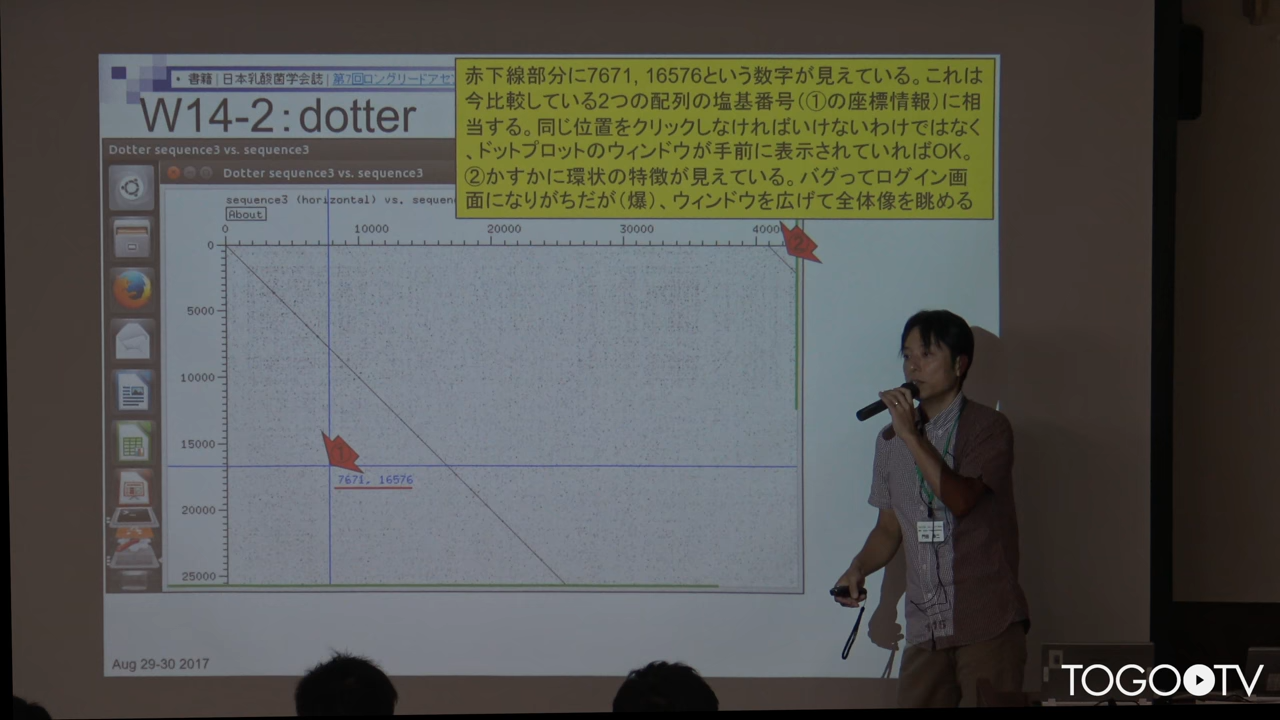 ・書籍 | 日本乳酸菌学会誌 | 第7回ロングリードアセ
W14-2：dotter
赤下線部分に7671, 16576という数字が見えている。これは
今比較している2つの配列の塩基番号（①の座標情報）に相
当する。同じ位置をクリックしなければいけないわけではなく
、ドットプロットのウィンドウが手前に表示されていればOK。
②かすかに環状の特徴が見えている。バグってログイン画
面になりがちだが（爆）、ウィンドウを広げて全体像を眺める
Dotter sequence3 vs. sequence3
Dotter sequence3 vs. sequence3
sequence3 (horizontal) vs. sequen
About
0 10000 20000 30000 4000
②
0
5000
10000
15000
①
7671, 16576
20000
25000
Aug 29-30 2017
TOGO TV